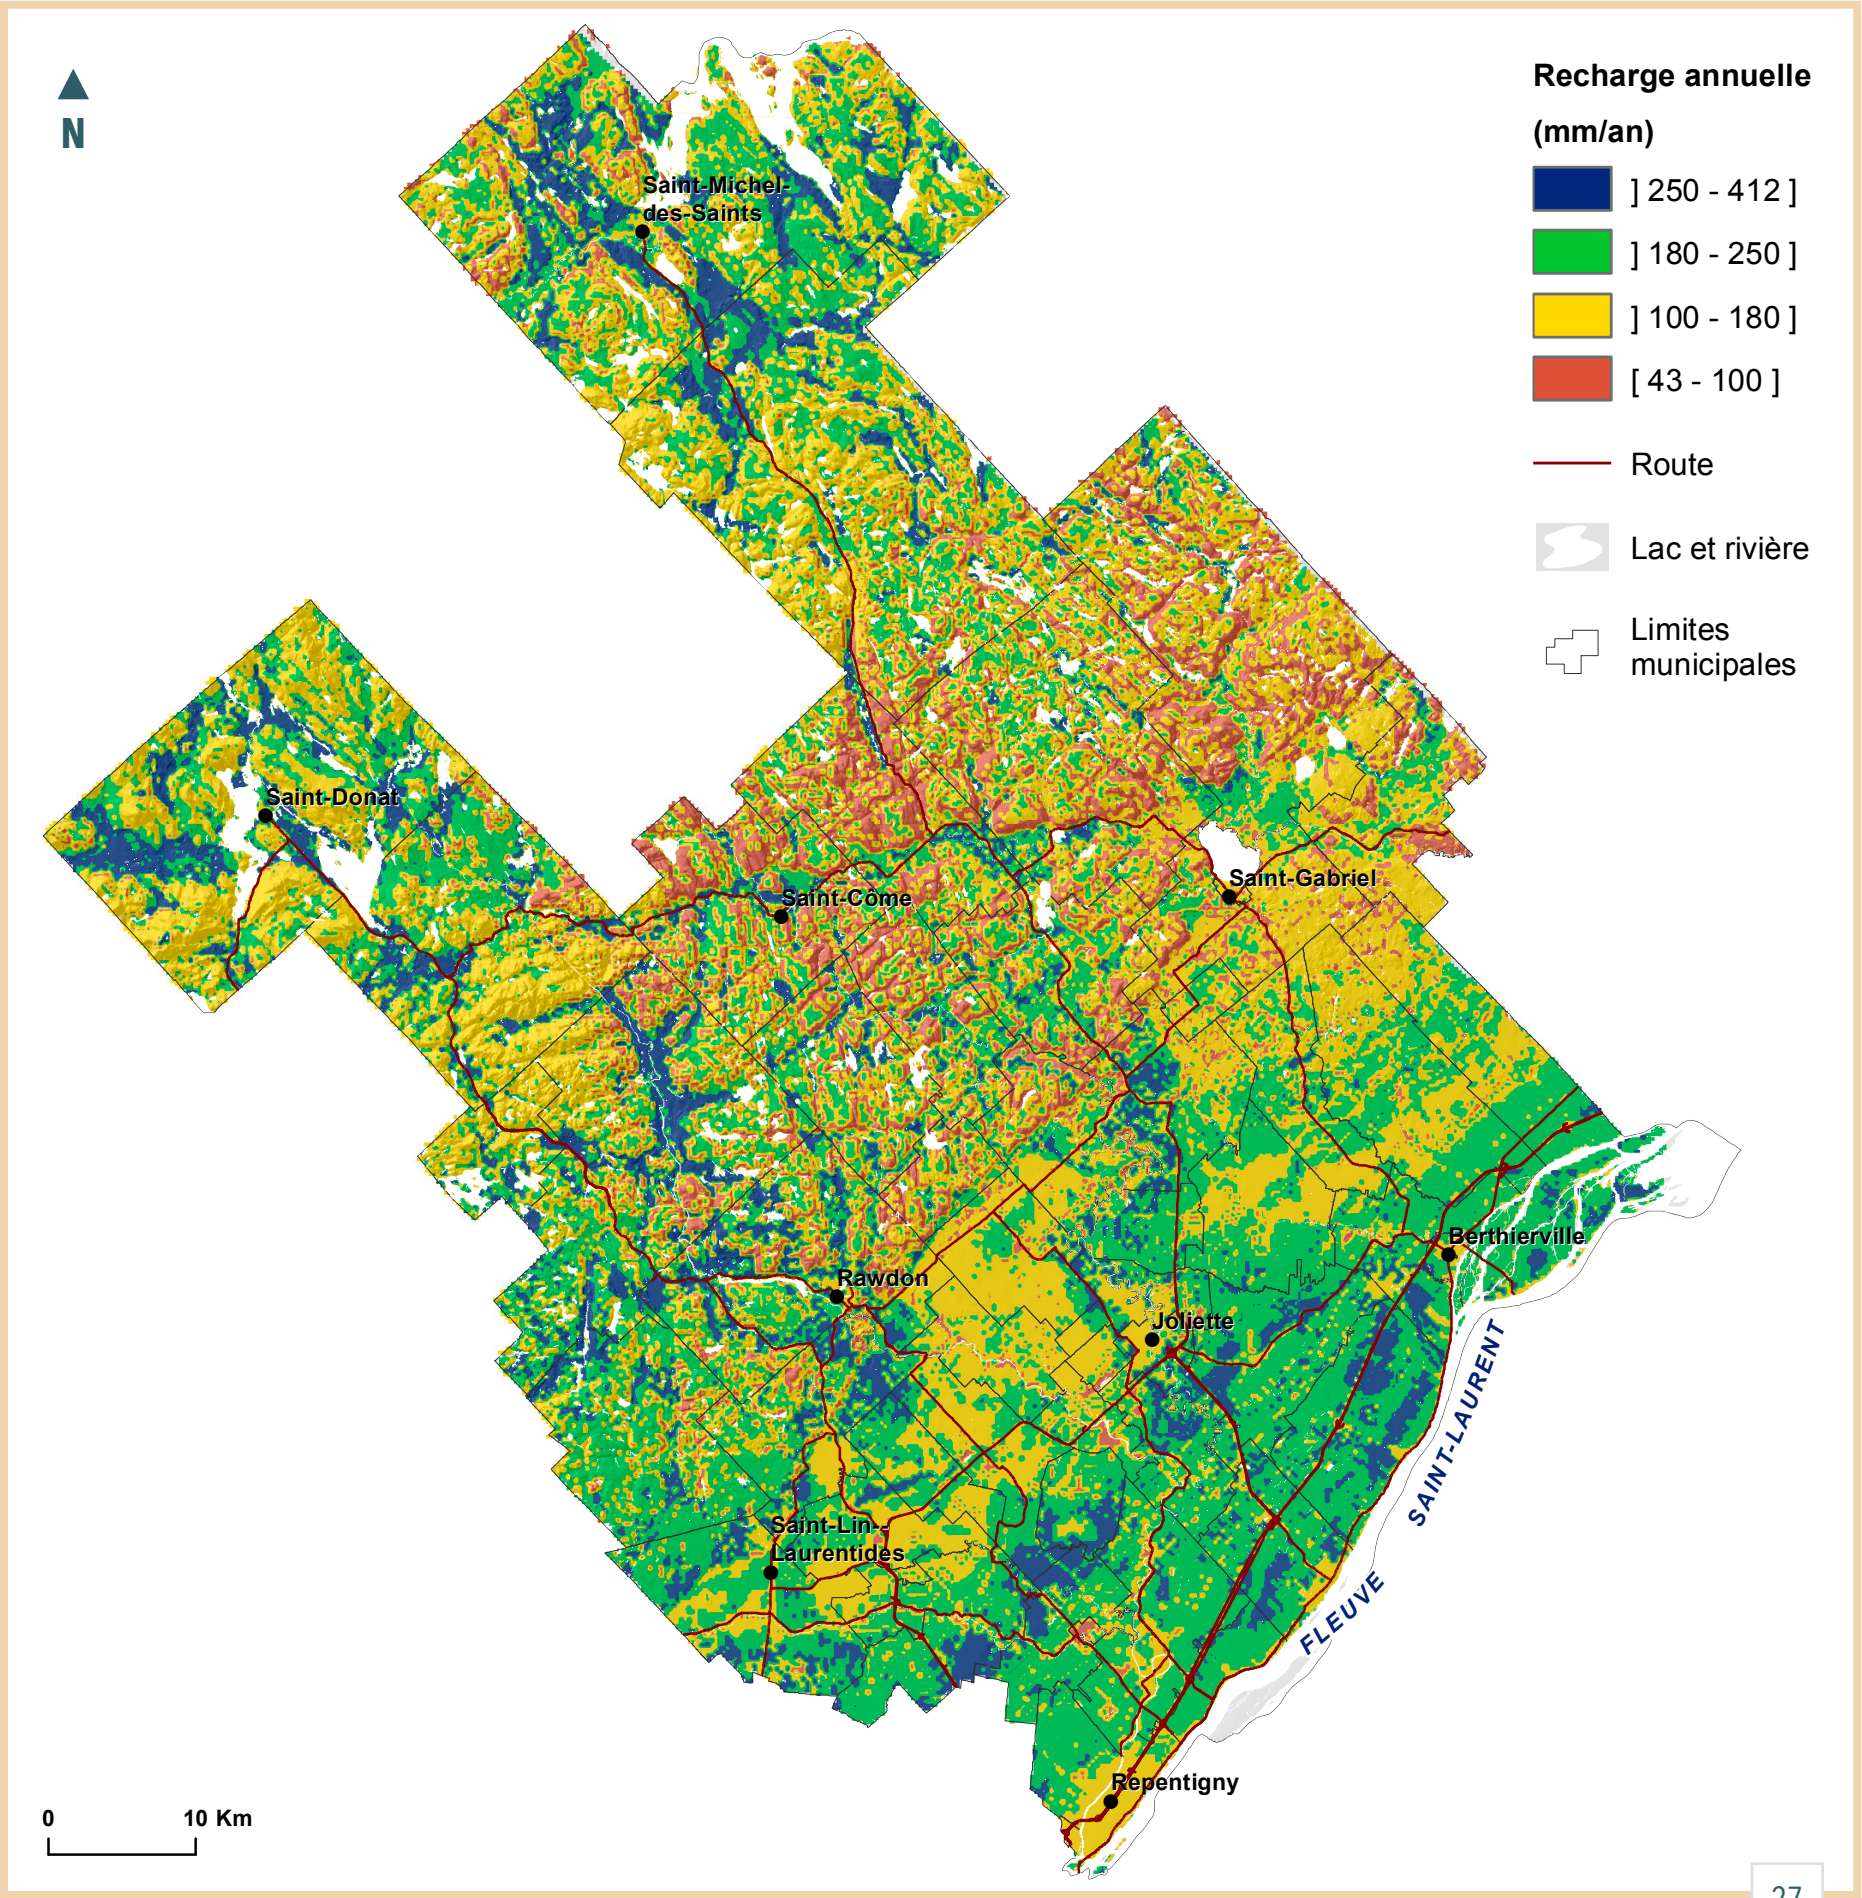 N
Recharge annuelle
(mm/an)
] 250 - 412 ]
] 180 - 250 ]
] 100 - 180 ]
[ 43 - 100 ]
Route
Lac et rivière
Limites
municipales
Saint-Michel-
des-Saints
Saint-Donat
Saint-Côme
Saint-Gabriel
Berthierville
Rawdon
Joliette
Saint-Lin--
Laurentides
Repentigny
FLEUVE SAINT-LAURENT
0 10 Km
27